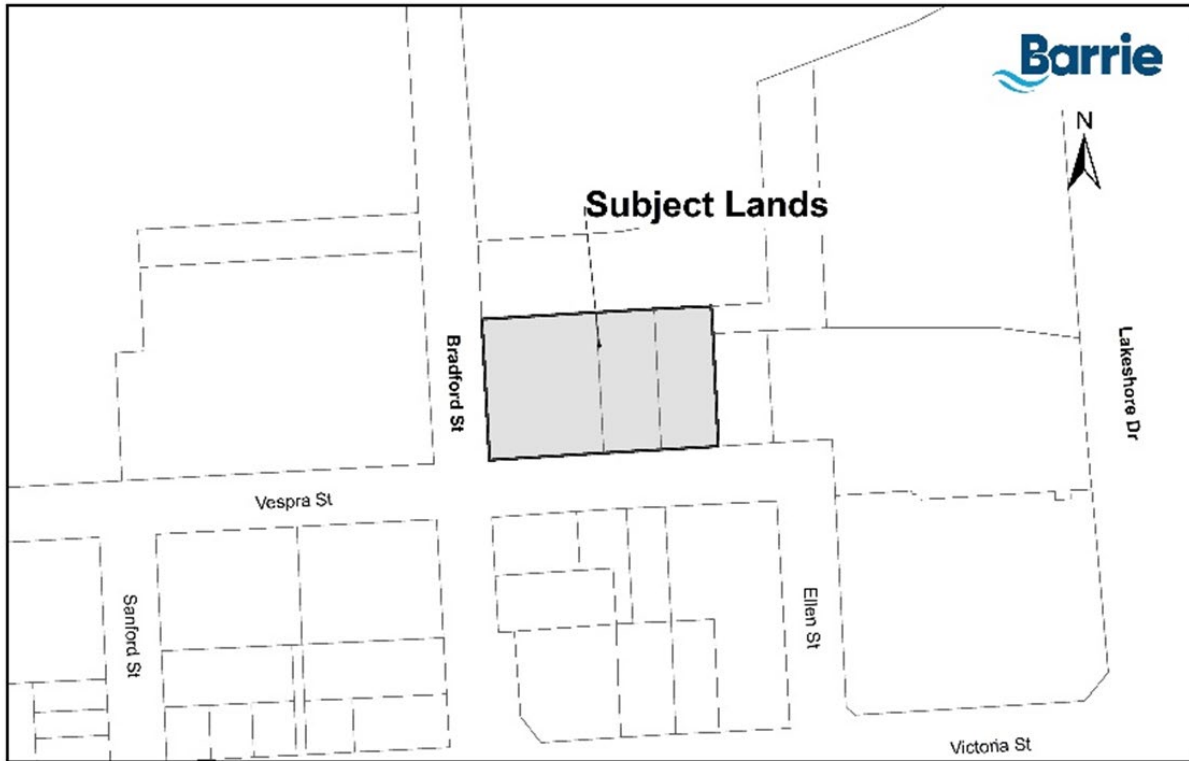 Barrie
N
Subject Lands
Bradford St
Lakeshore Dr
Vespra St
Sanford St
Ellen St
Victoria St